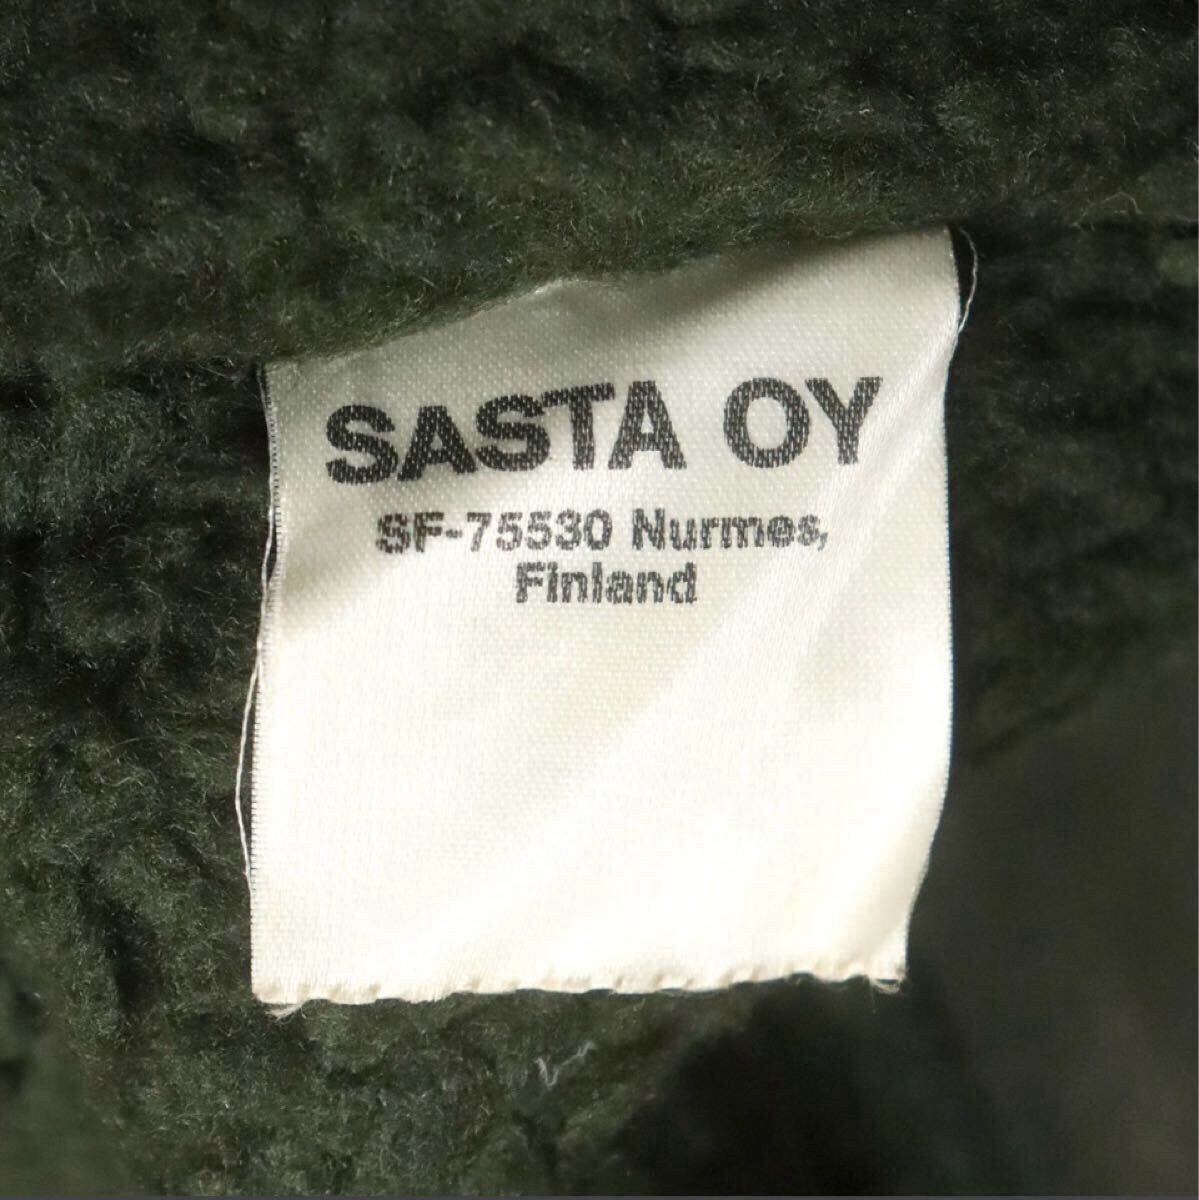 SASTA OY
SF-75530 Nurmes,
Finland